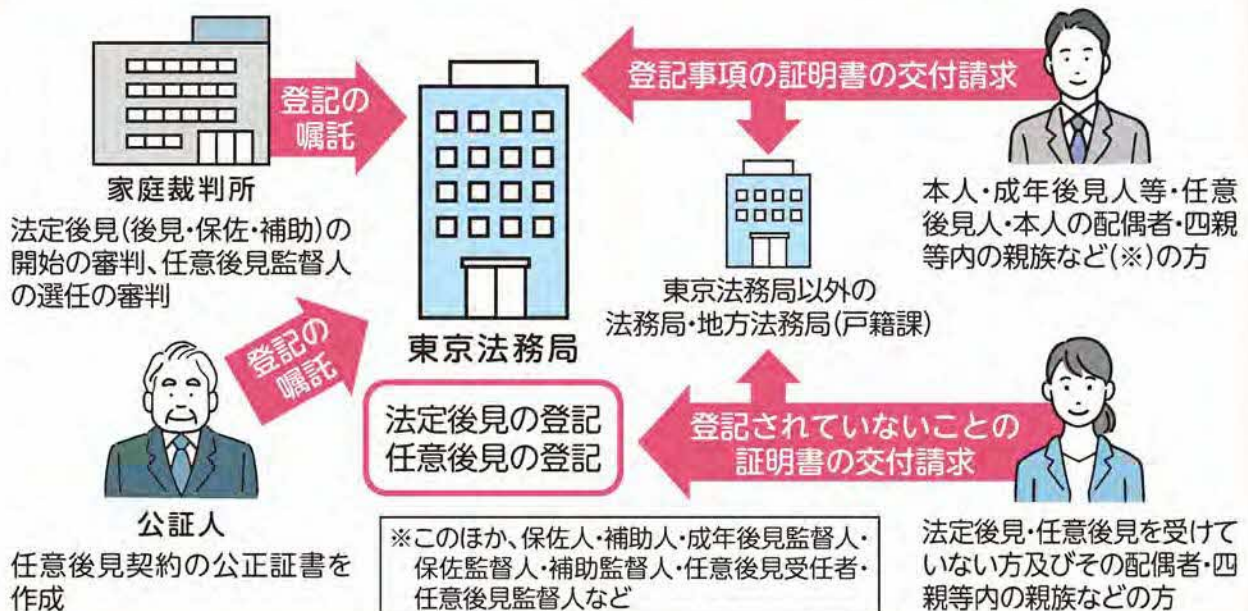 登記の
嘱託
家庭裁判所
法定後見(後見・保佐・補助)の
開始の審判、任意後見監督人
の選任の審判
登記の
嘱託
公証人
任意後見契約の公正証書を
作成
東京法務局
法定後見の登記
任意後見の登記
登記事項の証明書の交付請求
東京法務局以外の
法務局・地方法務局(戸籍課)
登記されていないことの
証明書の交付請求
※このほか、保佐人・補助人・成年後見監督人・
保佐監督人・補助監督人・任意後見受任者・
任意後見監督人など
本人・成年後見人等・任意
後見人・本人の配偶者・四親
等内の親族など(※)の方
法定後見・任意後見を受けて
いない方及びその配偶者・四
親等内の親族などの方